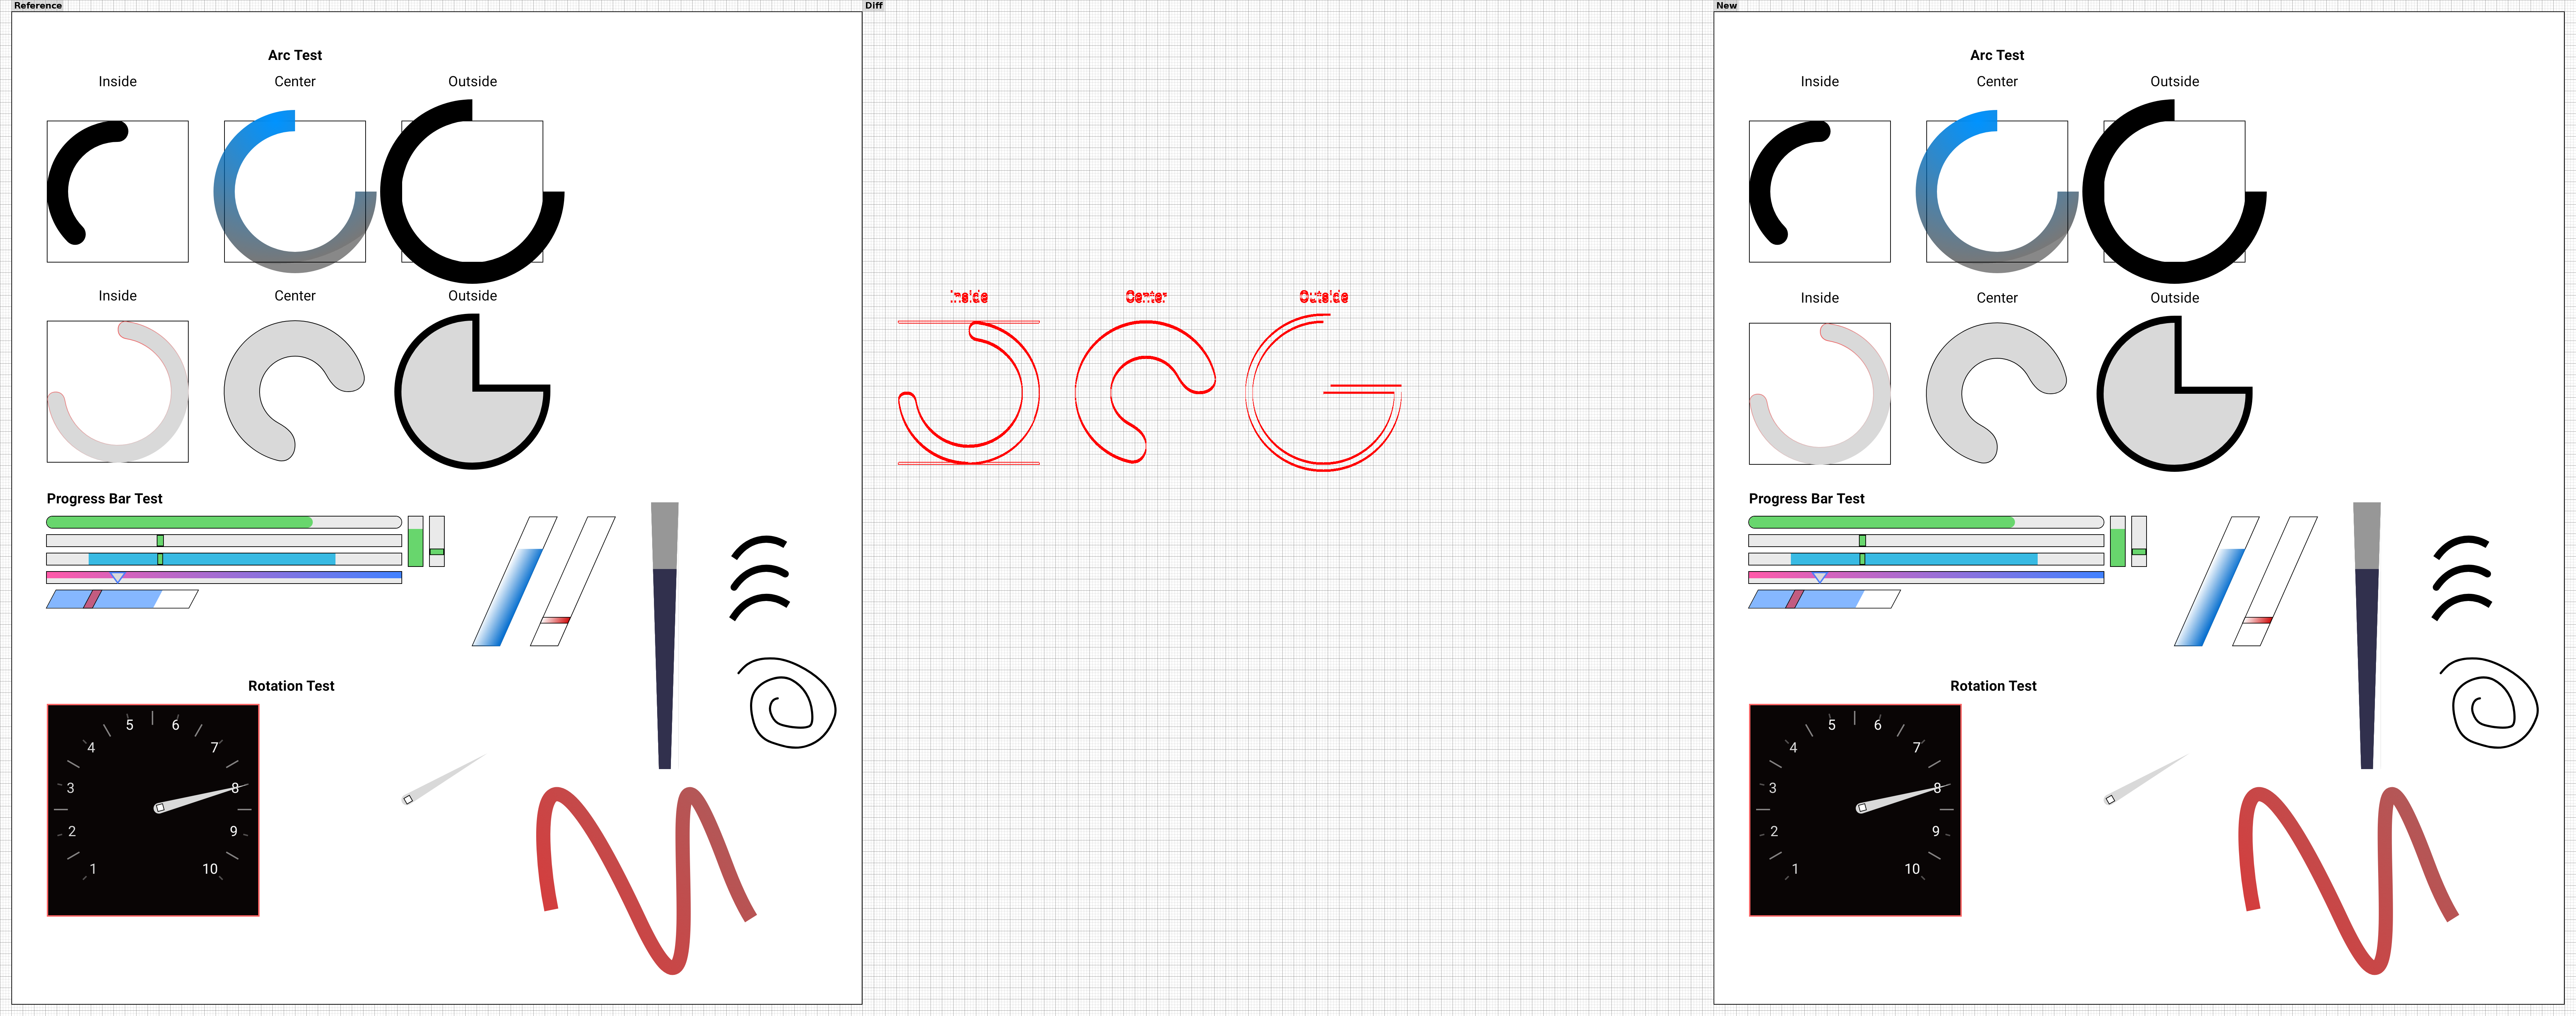 Reference
Diff
New
Arc Test
Inside Center Outside
Inside Center Outside
Progress Bar Test
Rotation Test
1 2 3 4 5 6 7 8 9 10
Inside Center Outside
Arc Test
Inside Center Outside
Inside Center Outside
Progress Bar Test
Rotation Test
1 2 3 4 5 6 7 8 9 10